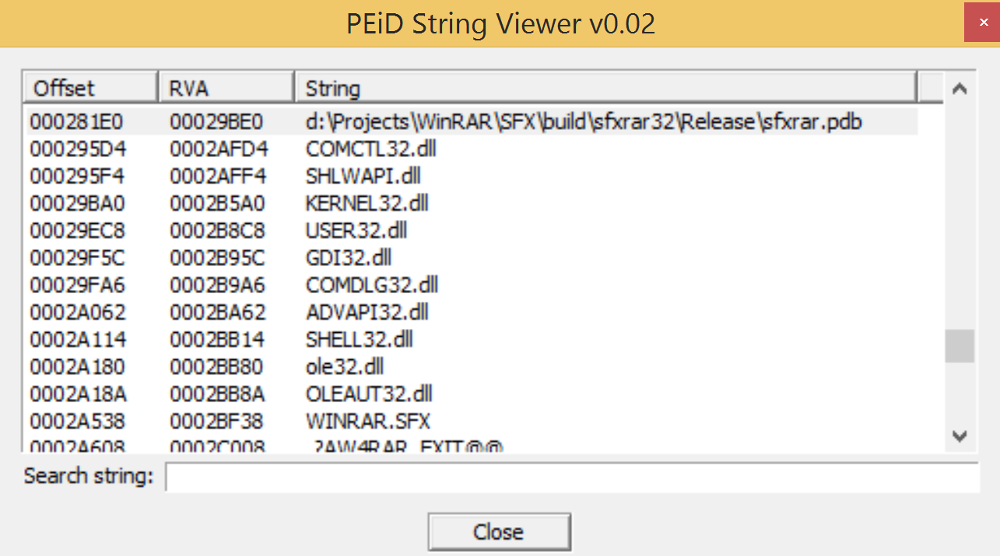 PEiD String Viewer v0.02
Offset RVA String
000281E0 00029BE0 d:\Projects\WinRAR\SFX\build\sfxrar32\Release\sfxrar.pdb
000295D4 0002AFD4 COMCTL32.dll
000295F4 0002AFF4 SHLWAPI.dll
00029BA0 0002B5A0 KERNEL32.dll
00029EC8 0002B8C8 USER32.dll
00029F5C 0002B95C GDI32.dll
00029FA6 0002B9A6 COMDLG32.dll
0002A062 0002BA62 ADVAPI32.dll
0002A114 0002BB14 SHELL32.dll
0002A180 0002BB80 ole32.dll
0002A18A 0002BB8A OLEAUT32.dll
0002A538 0002BF38 WINRAR.SFX
0002A608 0002C008 .?AW4RAR_EXIT@@
Search string:
Close